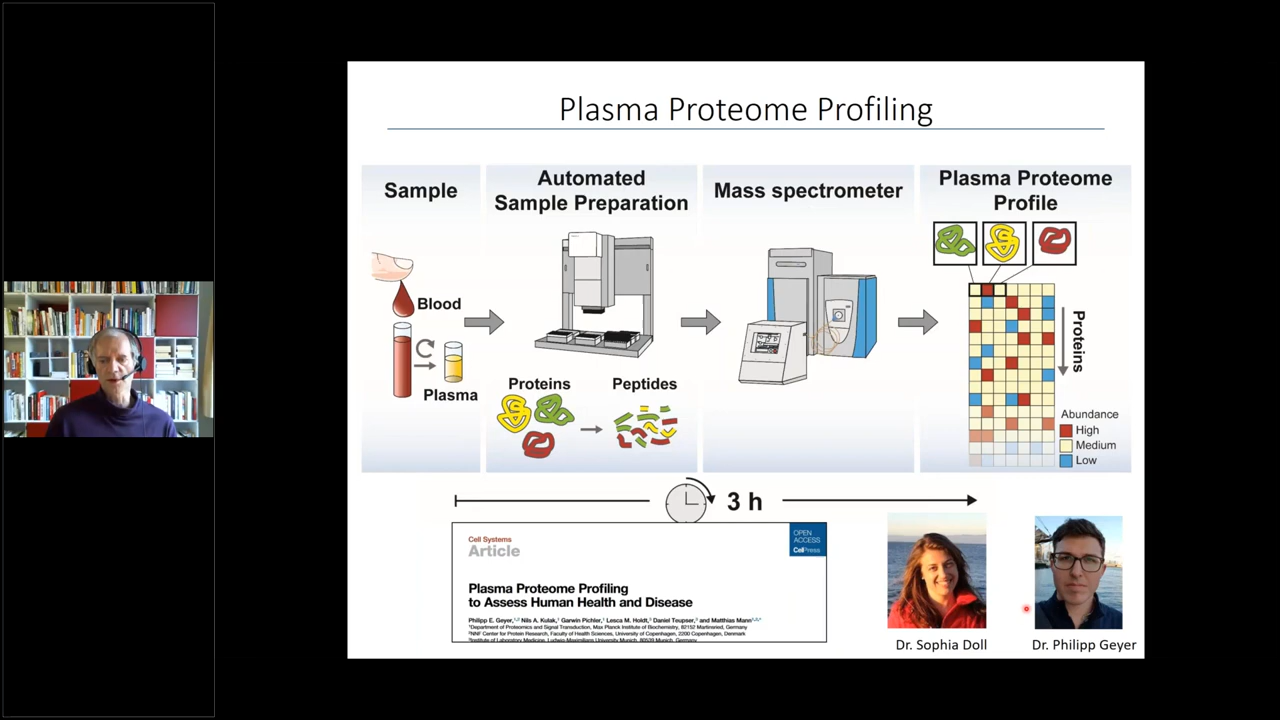 Plasma Proteome Profiling
Sample
Blood
Plasma
Automated
Sample Preparation
Proteins
Peptides
Mass spectrometer
Plasma Proteome
Profile
Proteins
Abundance
High
Medium
Low
3 h
Cell Systems
Article
OPEN
ACCESS
CellPress
Plasma Proteome Profiling
to Assess Human Health and Disease
Philipp E. Geyer, Nils A. Kulak, Garwin Pichler, Lesca M. Holdt, Daniel Teupser, and Matthias Mann
Department of Proteomics and Signal Transduction, Max Planck Institute of Biochemistry, 82152 Martinsried, Germany
NNF Center for Protein Research, Faculty of Health Sciences, University of Copenhagen, 2200 Copenhagen, Denmark
Institute of Laboratory Medicine, Ludwig-Maximilians University Munich, 80539 Munich, Germany
Dr. Sophia Doll
Dr. Philipp Geyer